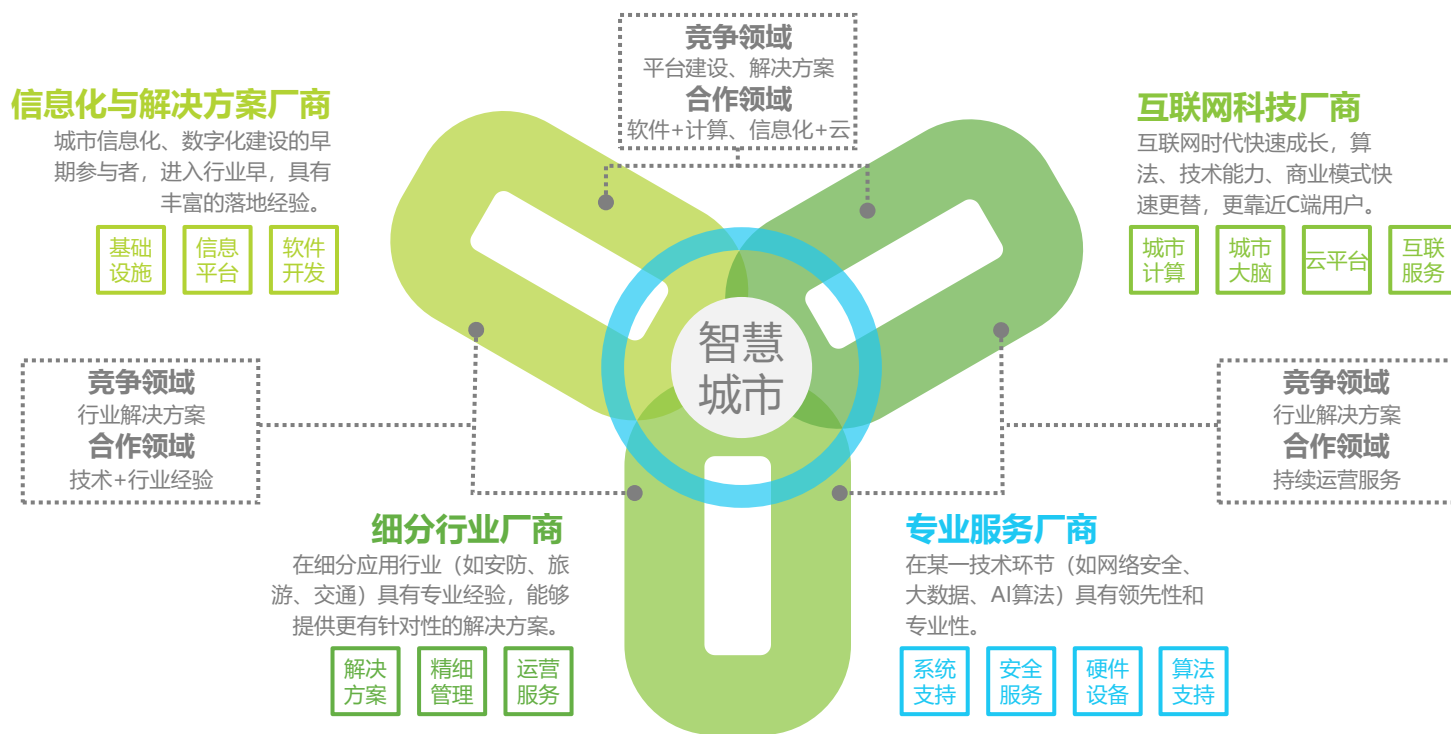 竞争领域
平台建设、解决方案
合作领域
软件+计算、信息化+云
信息化与解决方案厂商
城市信息化、数字化建设的早
期参与者，进入行业早，具有
丰富的落地经验。
基础
设施
信息
平台
软件
开发
互联网科技厂商
互联网时代快速成长，算
法、技术能力、商业模式快
速更替，更靠近C端用户。
城市
计算
城市
大脑
云平台
互联
服务
智慧
城市
竞争领域
行业解决方案
合作领域
技术+行业经验
竞争领域
行业解决方案
合作领域
持续运营服务
细分行业厂商
在细分应用行业（如安防、旅
游、交通）具有专业经验，能够
提供更有针对性的解决方案。
解决
方案
精细
管理
运营
服务
专业服务厂商
在某一技术环节（如网络安全、
大数据、AI算法）具有领先性和
专业性。
系统
支持
安全
服务
硬件
设备
算法
支持